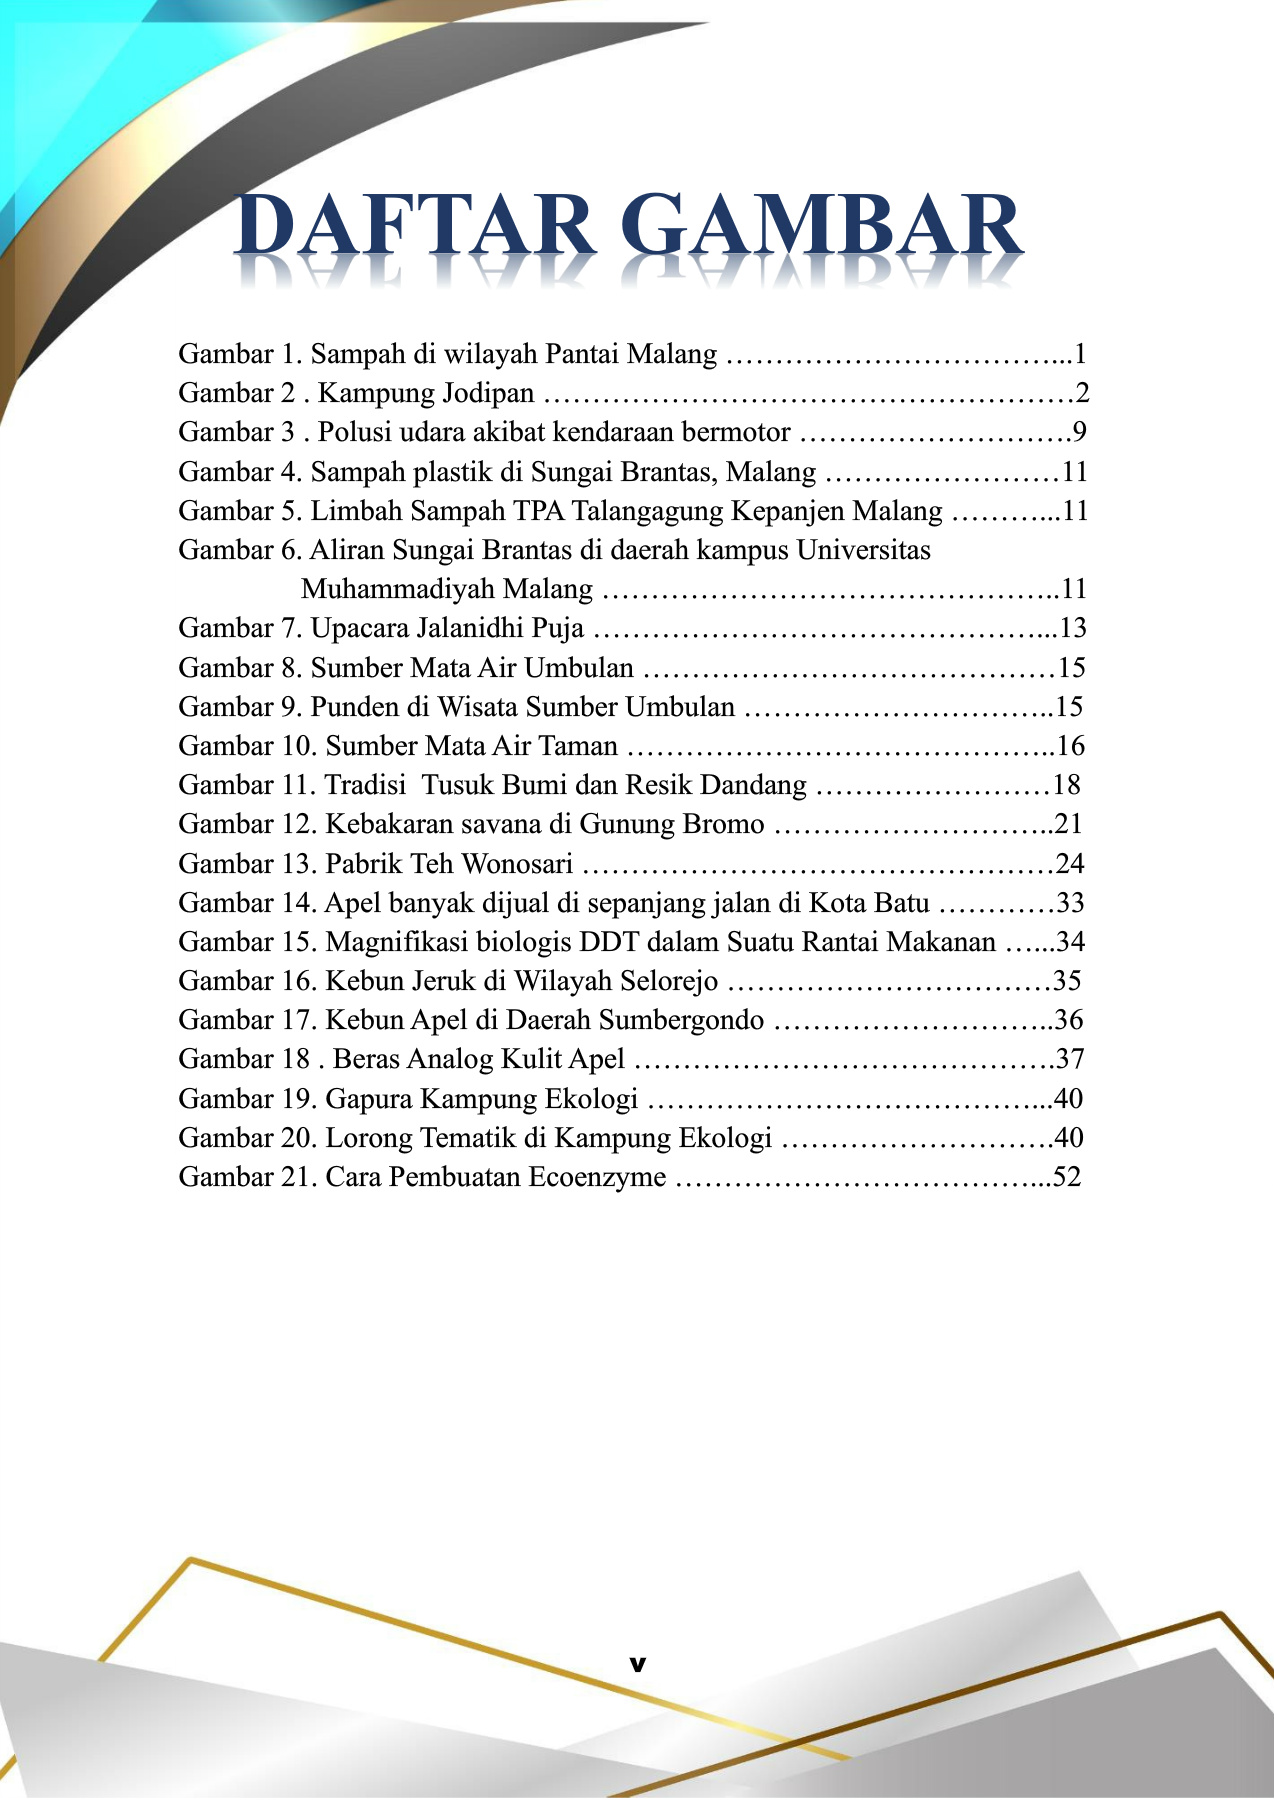 DAFTAR GAMBAR
Gambar 1. Sampah di wilayah Pantai Malang ……………………………...1
Gambar 2 . Kampung Jodipan ………………………………………………2
Gambar 3 . Polusi udara akibat kendaraan bermotor ……………………….9
Gambar 4. Sampah plastik di Sungai Brantas, Malang ……………………11
Gambar 5. Limbah Sampah TPA Talangagung Kepanjen Malang ………...11
Gambar 6. Aliran Sungai Brantas di daerah kampus Universitas
Muhammadiyah Malang ………………………………………..11
Gambar 7. Upacara Jalanidhi Puja ………………………………………...13
Gambar 8. Sumber Mata Air Umbulan ……………………………………15
Gambar 9. Punden di Wisata Sumber Umbulan …………………………..15
Gambar 10. Sumber Mata Air Taman ……………………………………..16
Gambar 11. Tradisi  Tusuk Bumi dan Resik Dandang ……………………18
Gambar 12. Kebakaran savana di Gunung Bromo ………………………..21
Gambar 13. Pabrik Teh Wonosari …………………………………………24
Gambar 14. Apel banyak dijual di sepanjang jalan di Kota Batu …………33
Gambar 15. Magnifikasi biologis DDT dalam Suatu Rantai Makanan …...34
Gambar 16. Kebun Jeruk di Wilayah Selorejo ……………………………35
Gambar 17. Kebun Apel di Daerah Sumbergondo ………………………..36
Gambar 18 . Beras Analog Kulit Apel …………………………………….37
Gambar 19. Gapura Kampung Ekologi …………………………………...40
Gambar 20. Lorong Tematik di Kampung Ekologi ……………………….40
Gambar 21. Cara Pembuatan Ecoenzyme ………………………………...52
v